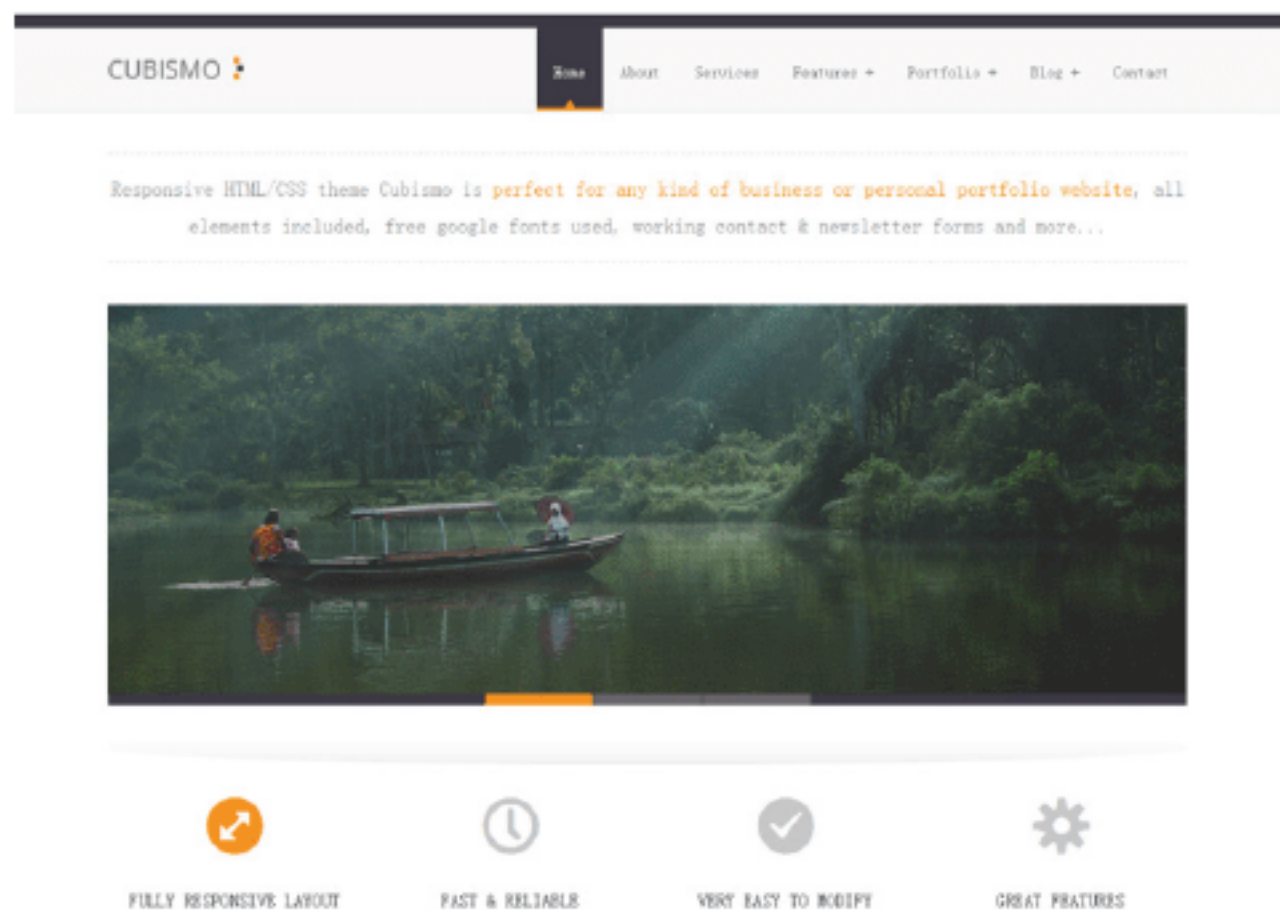 CUBISMO
Home About Services Features + Portfolio + Blog + Contact
Responsive HTML/CSS theme Cubismo is perfect for any kind of business or personal portfolio website, all
elements included, free google fonts used, working contact & newsletter forms and more...
FULLY RESPONSIVE LAYOUT FAST & RELIABLE VERY EASY TO MODIFY GREAT FEATURES